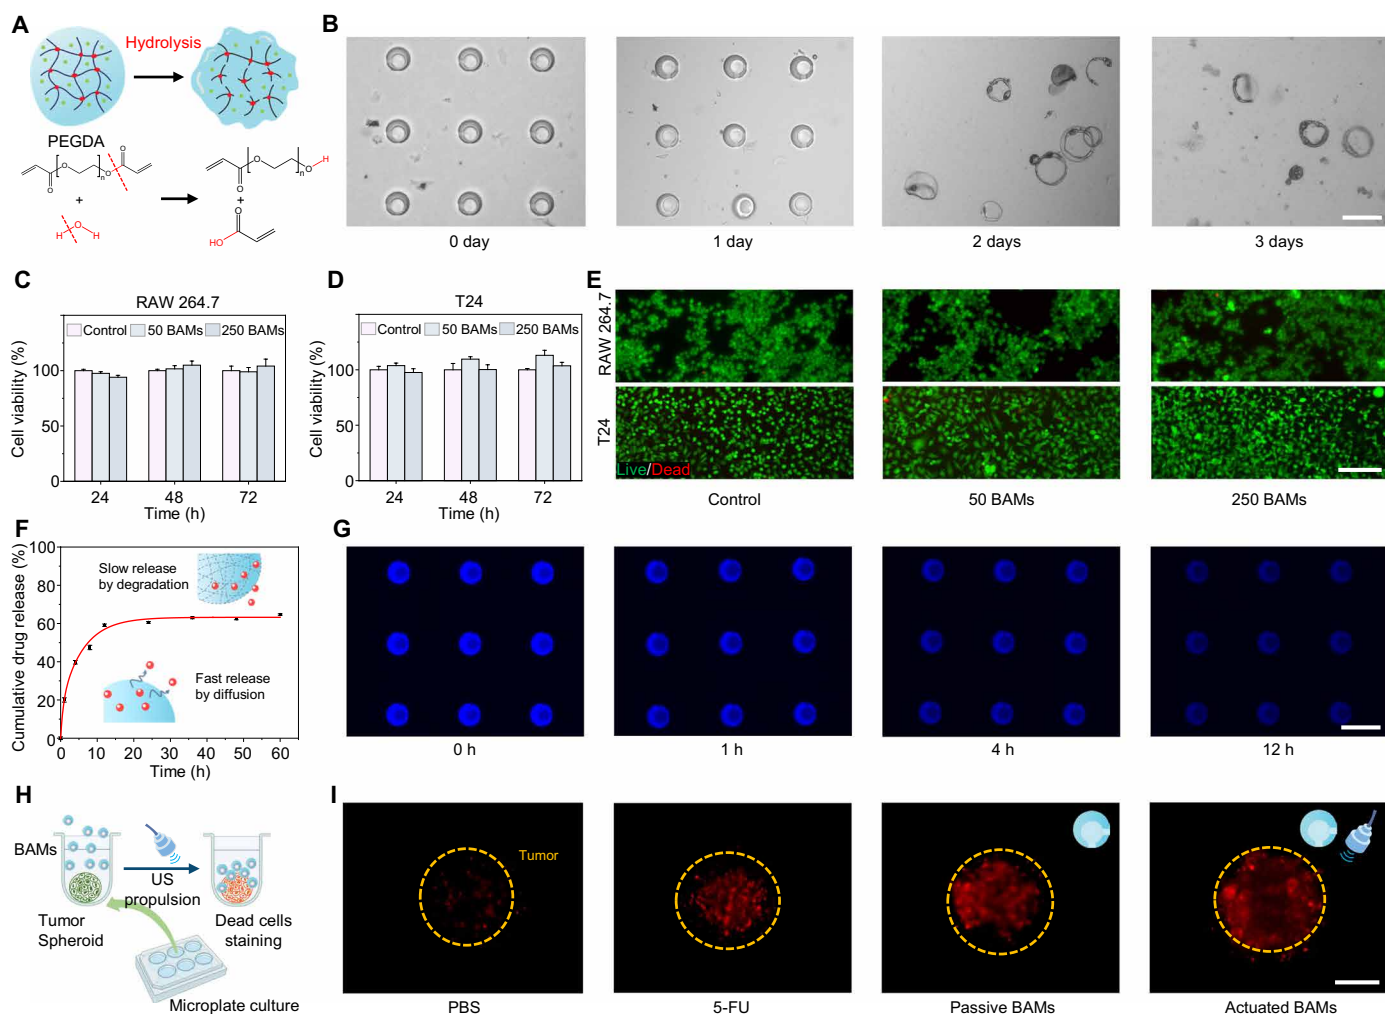 A
Hydrolysis
PEGDA
O
O
n
O
O
+
H
O
H
O
O
n
O
H
+
O
HO
B
0 day
1 day
2 days
3 days
C
RAW 264.7
Control
50 BAMs
250 BAMs
Cell viability (%)
100
50
0
24
48
72
Time (h)
D
T24
Control
50 BAMs
250 BAMs
Cell viability (%)
100
50
0
24
48
72
Time (h)
E
RAW 264.7
T24
Live/Dead
Control
50 BAMs
250 BAMs
F
Cumulative drug release (%)
100
80
60
40
20
0
Slow release
by degradation
Fast release
by diffusion
0
10
20
30
40
50
60
Time (h)
G
0 h
1 h
4 h
12 h
H
BAMs
US
propulsion
Tumor
Spheroid
Dead cells
staining
Microplate culture
I
Tumor
PBS
5-FU
Passive BAMs
Actuated BAMs